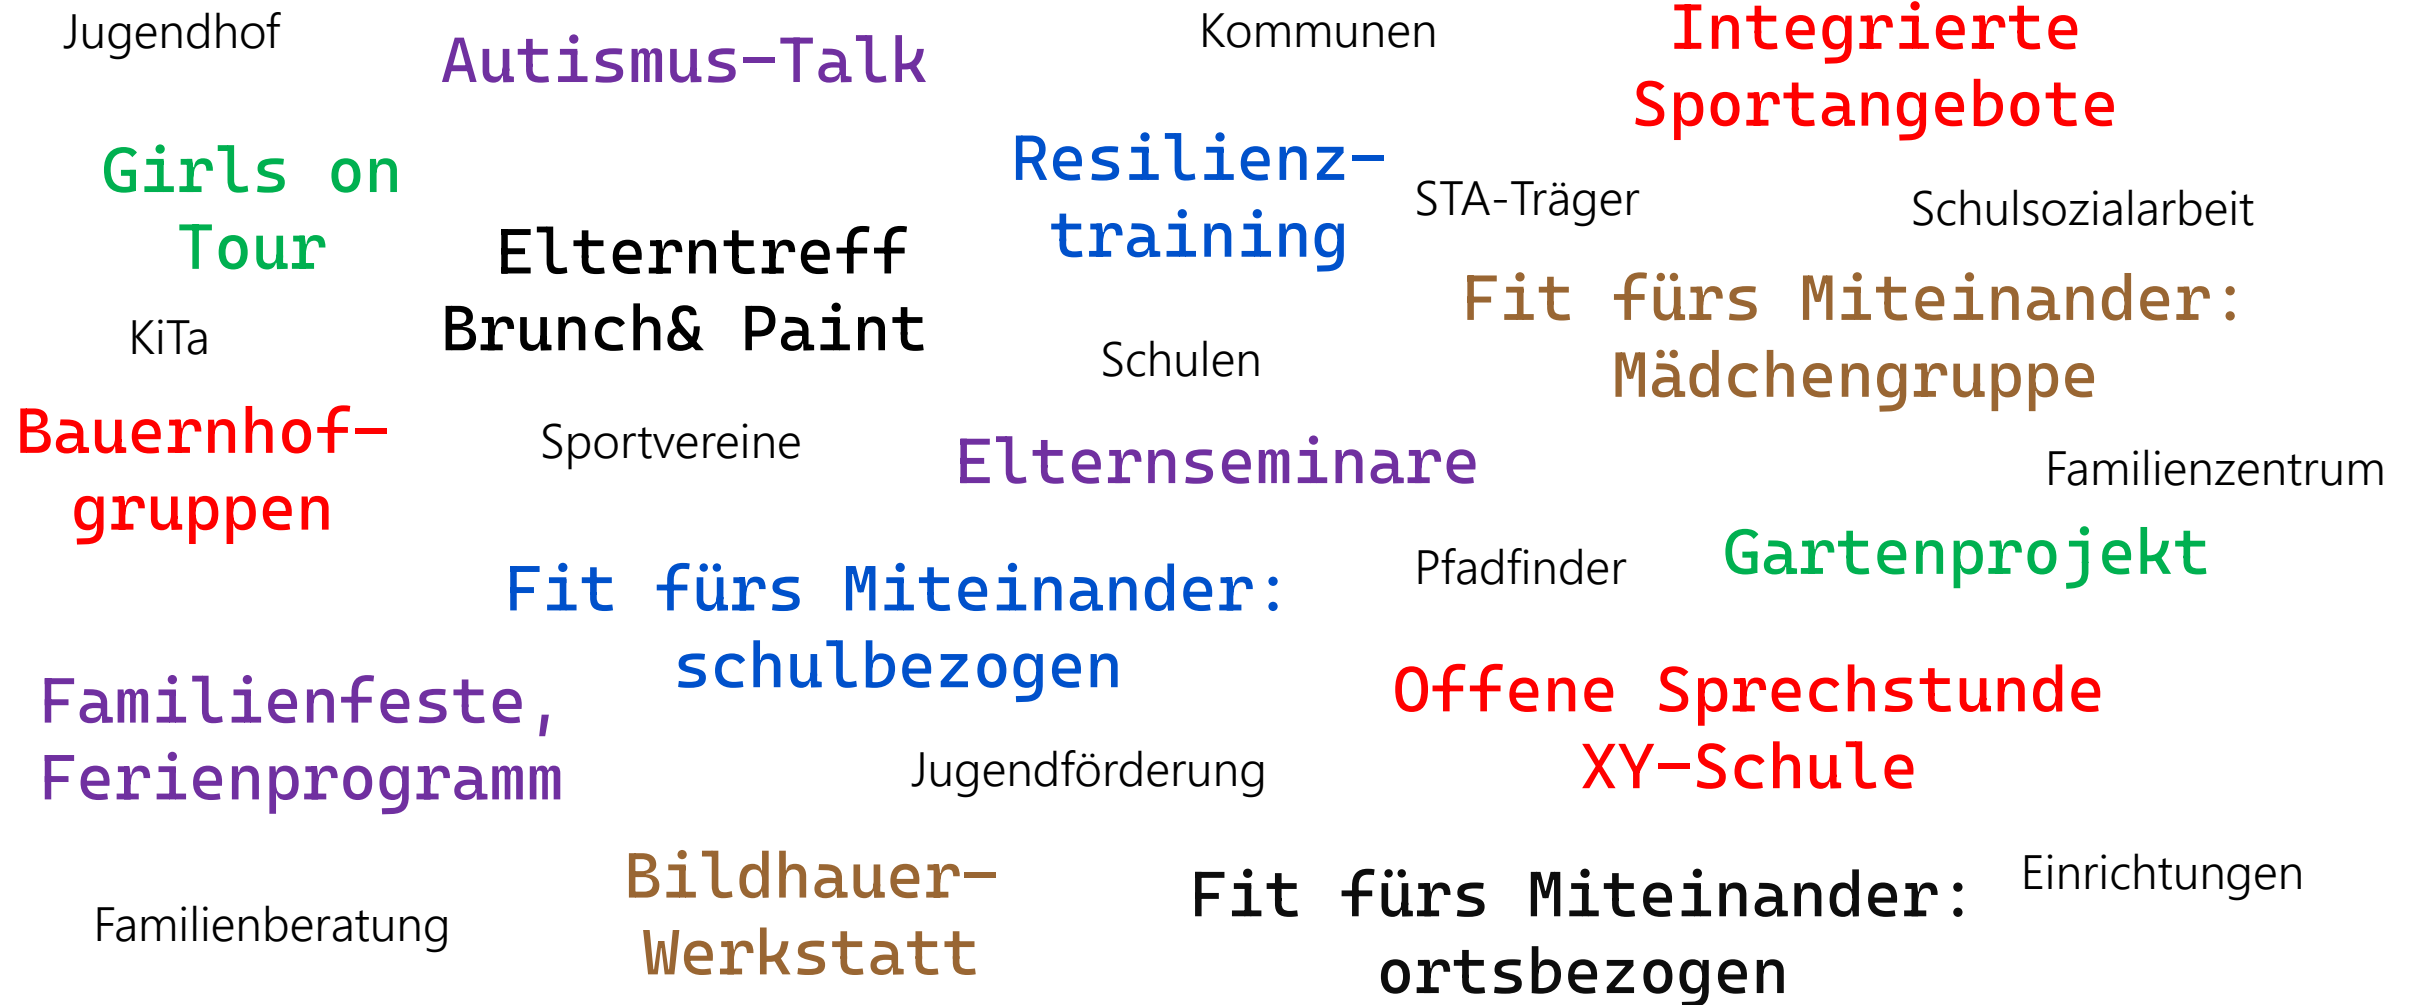 Jugendhof
Autismus-Talk
Kommunen
Integrierte
Sportangebote
Girls on
Tour
Elterntreff
Brunch& Paint
Resilienz-
training
STA-Träger
Schulsozialarbeit
KiTa
Schulen
Fit fürs Miteinander:
Mädchengruppe
Bauernhof-
gruppen
Sportvereine
Elternseminare
Familienzentrum
Fit fürs Miteinander:
schulbezogen
Pfadfinder
Gartenprojekt
Familienfeste,
Ferienprogramm
Jugendförderung
Offene Sprechstunde
XY-Schule
Familienberatung
Bildhauer-
Werkstatt
Fit fürs Miteinander:
ortsbezogen
Einrichtungen